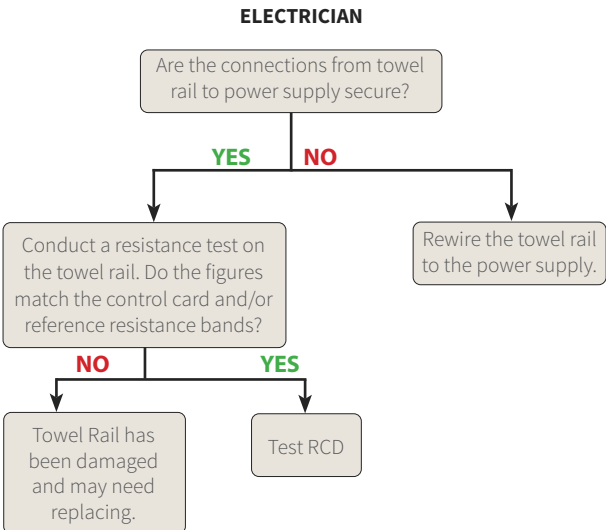 ELECTRICIAN
Are the connections from towel
rail to power supply secure?
YES NO
Conduct a resistance test on
the towel rail. Do the figures
match the control card and/or
reference resistance bands?
Rewire the towel rail
to the power supply.
NO YES
Towel Rail has
been damaged
and may need
replacing.
Test RCD